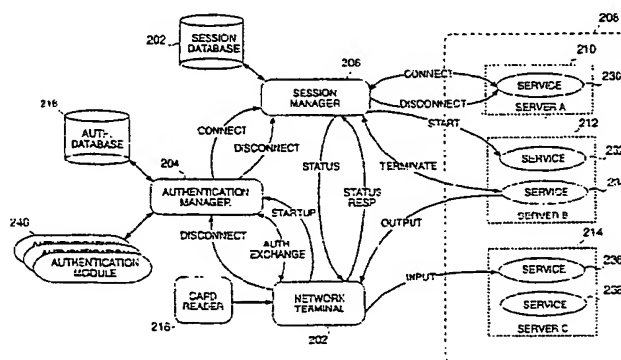 208
202
SESSION
DATABASE
206
SESSION
MANAGER
CONNECT
DISCONNECT
210
SERVICE
230
SERVER A
START
212
218
AUTH.
DATABASE
CONNECT
DISCONNECT
204
AUTHENTICATION
MANAGER
STATUS
STATUS
RESP
TERMINATE
SERVICE
232
SERVICE
SERVER B
240
AUTHENTICATION
MODULE
DISCONNECT
STARTUP
AUTH
EXCHANGE
OUTPUT
214
CARD
READER
216
NETWORK
TERMINAL
202
INPUT
SERVICE
236
SERVICE
SERVER C